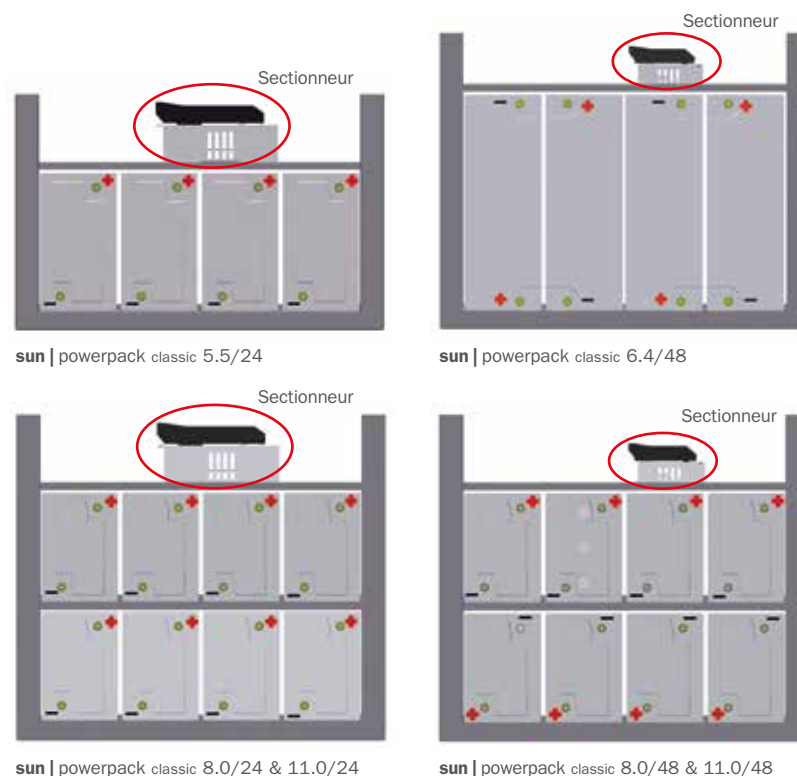 Sectionneur
Sectionneur
sun | powerpack classic 5.5/24
sun | powerpack classic 6.4/48
Sectionneur
Sectionneur
sun | powerpack classic 8.0/24 & 11.0/24
sun | powerpack classic 8.0/48 & 11.0/48